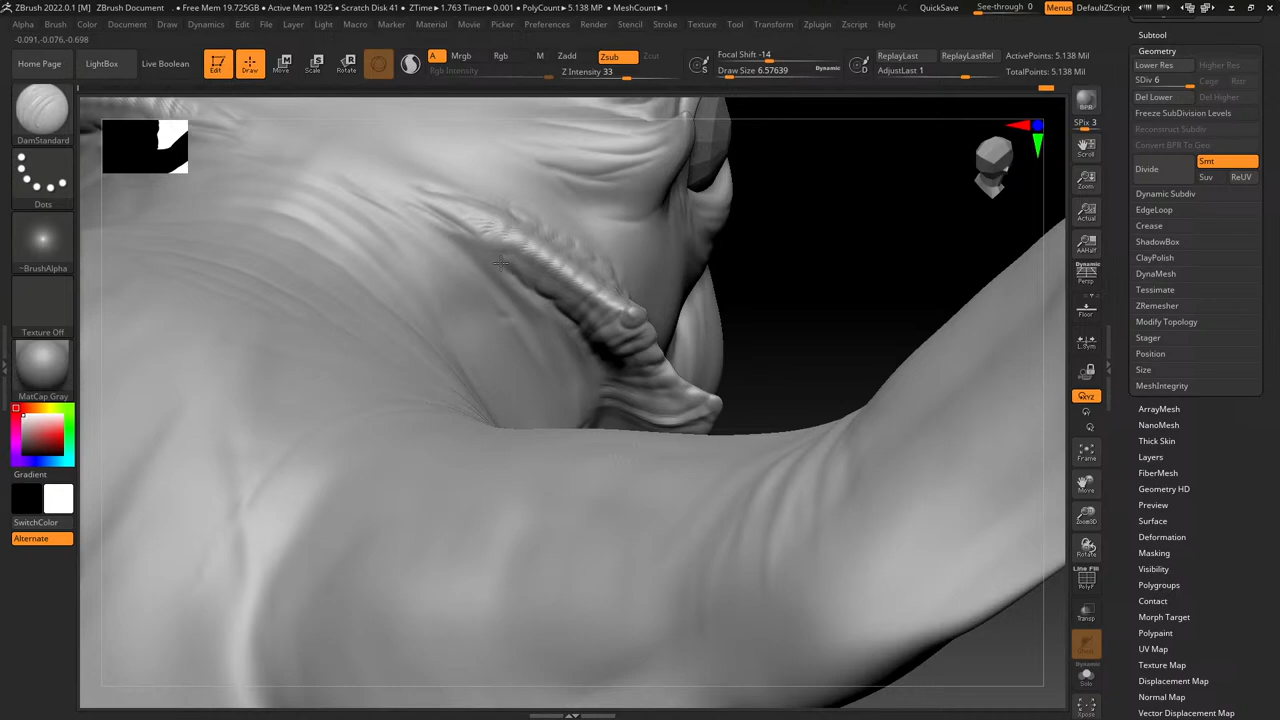 ZBrush 2022.0.1 [M] ZBrush Document . • Free Mem 19.725GB • Active Mem 1925 • Scratch Disk 41 • ZTime▸1.763 Timer▸0.001 • PolyCount▸5.138 MP • MeshCount▸1 AC QuickSave See-through 0 Menus DefaultZScript
Alpha Brush Color Document Draw Dynamics Edit File Layer Light Macro Marker Material Movie Picker Preferences Render Stencil Stroke Texture Tool Transform Zplugin Zscript Help
-0.091,-0.076,-0.698
Home Page LightBox Live Boolean
Edit Draw Move Scale Rotate
A Mrgb Rgb M Zadd Zsub Zcut
Rgb Intensity Z Intensity 33
Focal Shift -14
Draw Size 6.57639 Dynamic
S
D
ReplayLast ReplayLastRel
AdjustLast 1
ActivePoints: 5.138 Mil
TotalPoints: 5.138 Mil
DamStandard
Dots
~BrushAlpha
Texture Off
MatCap Gray
Gradient
SwitchColor
Alternate
BPR
SPix 3
Scroll
Zoom
Actual
AAHalf
Dynamic
Persp
Floor
L.Sym
XYZ
Frame
Move
Zoom3D
Rotate
Line Fill
PolyF
Transp
Dynamic
Solo
Xpose
Subtool
Geometry
Lower Res Higher Res
SDiv 6 Cage Rstr
Del Lower Del Higher
Freeze SubDivision Levels
Reconstruct Subdiv
Convert BPR To Geo
Divide Smt
Suv ReUV
Dynamic Subdiv
EdgeLoop
Crease
ShadowBox
ClayPolish
DynaMesh
Tessimate
ZRemesher
Modify Topology
Stager
Position
Size
MeshIntegrity
ArrayMesh
NanoMesh
Thick Skin
Layers
FiberMesh
Geometry HD
Preview
Surface
Deformation
Masking
Visibility
Polygroups
Contact
Morph Target
Polypaint
UV Map
Texture Map
Displacement Map
Normal Map
Vector Displacement Map